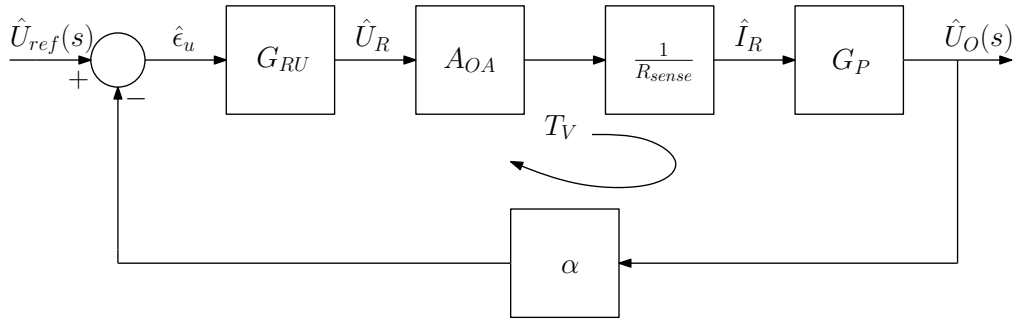 Û_ref(s) + − ε̂_u G_RU Û_R A_OA 1/R_sense Î_R G_P Û_O(s)
T_V
α